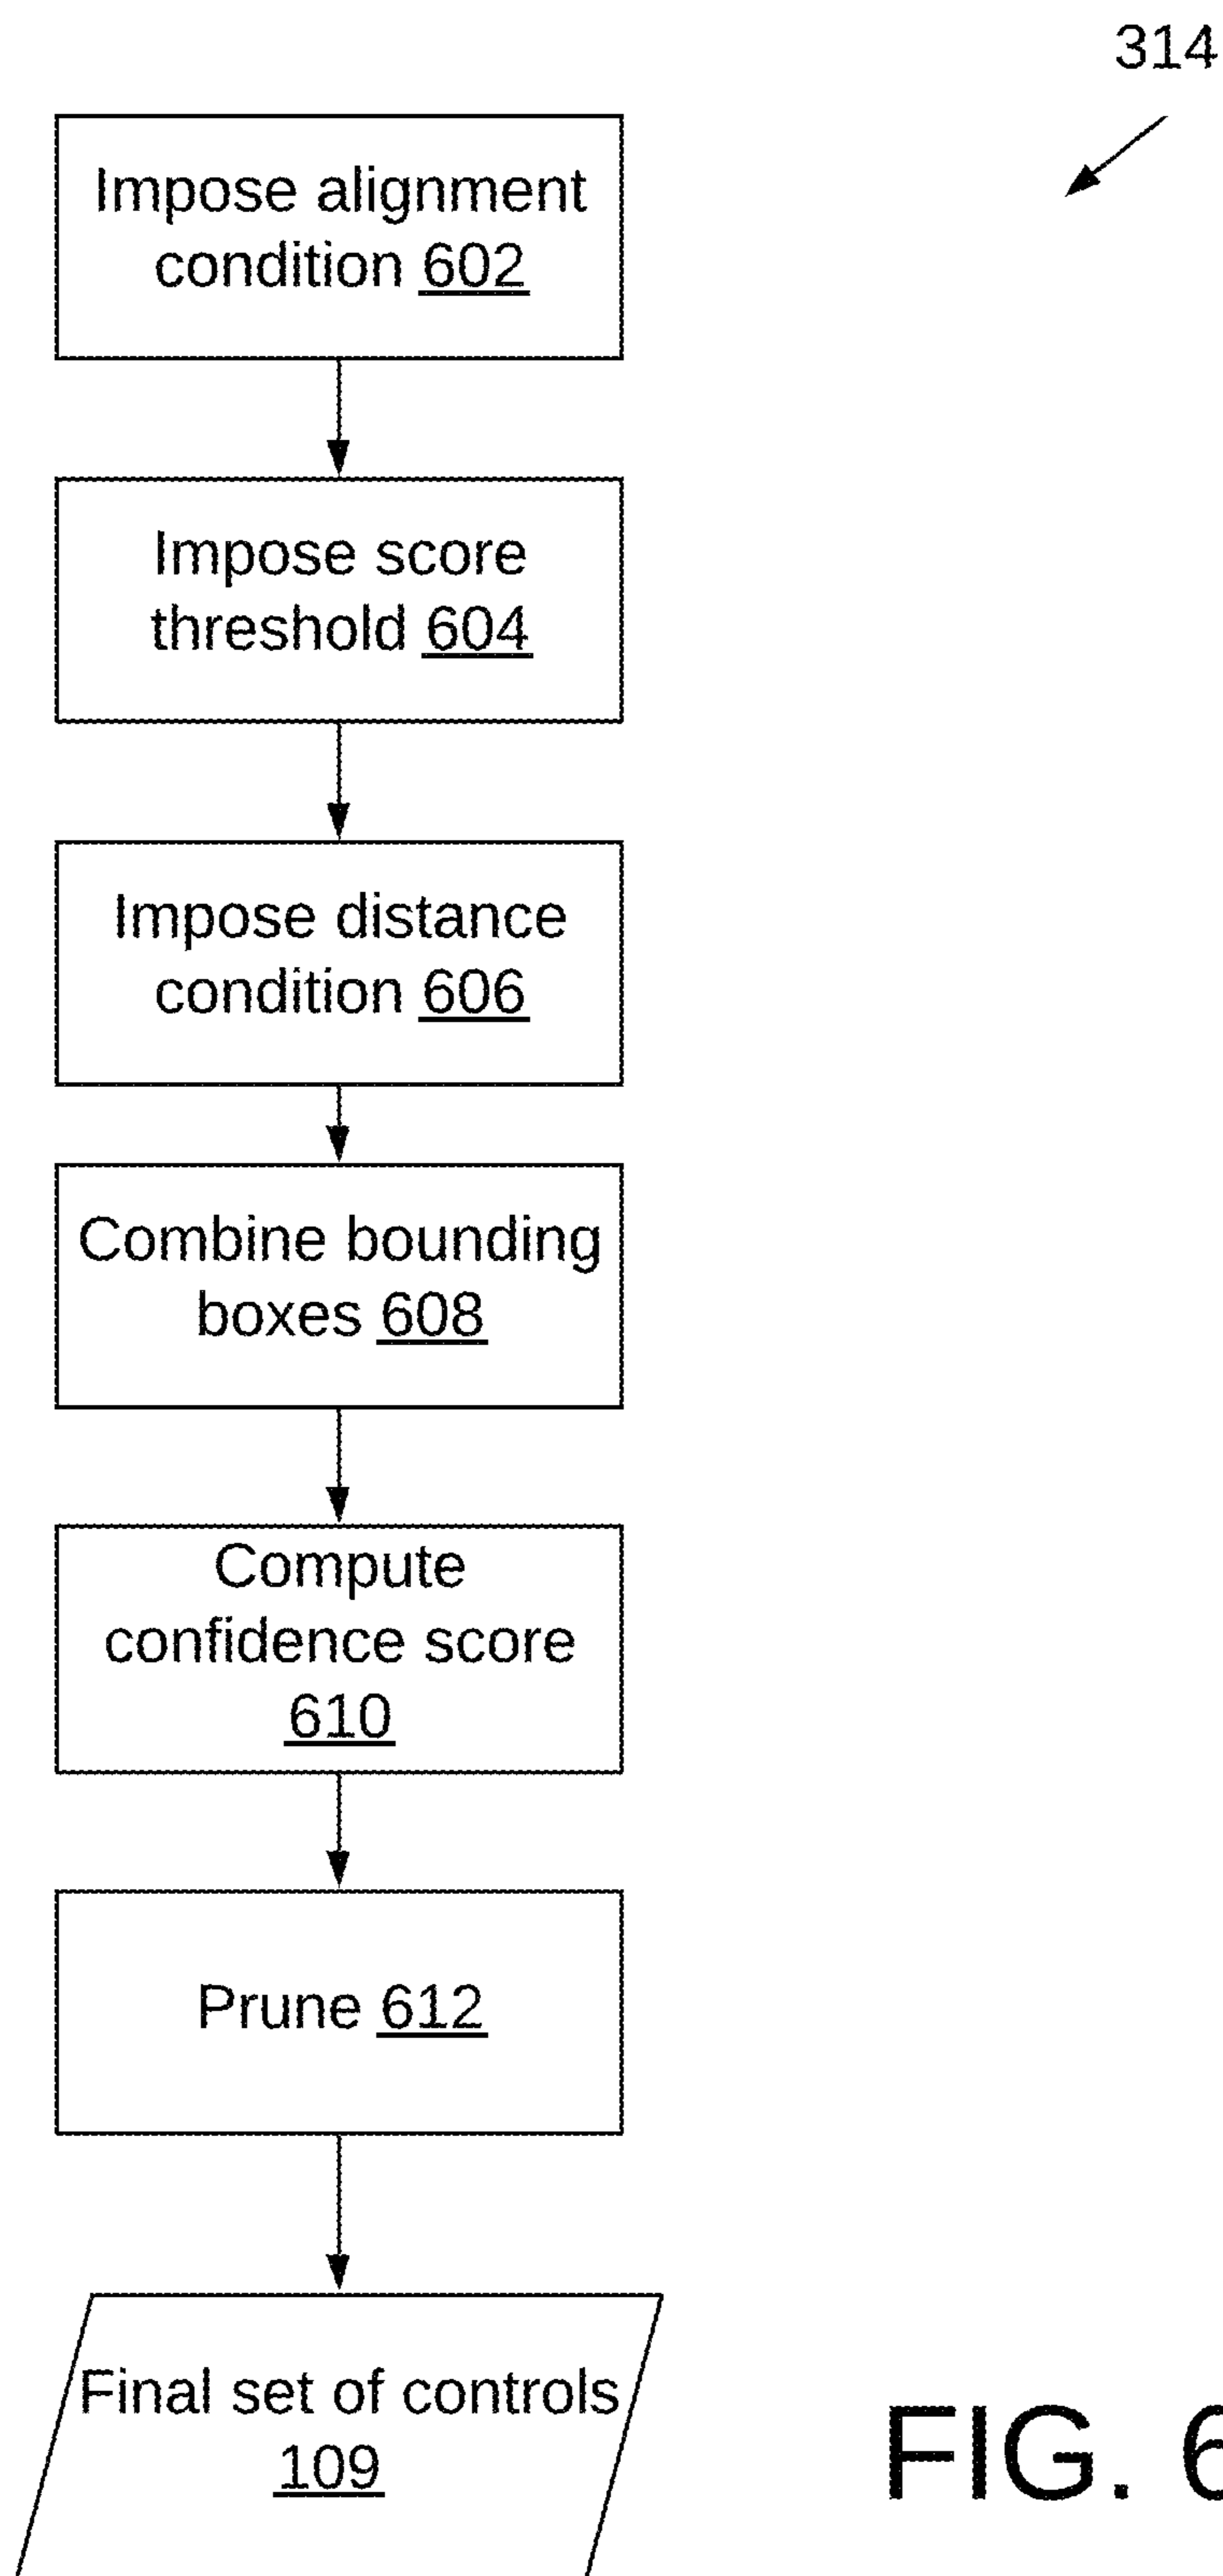 314
Impose alignment
condition 602
Impose score
threshold 604
Impose distance
condition 606
Combine bounding
boxes 608
Compute
confidence score
610
Prune 612
Final set of controls
109
FIG. 6